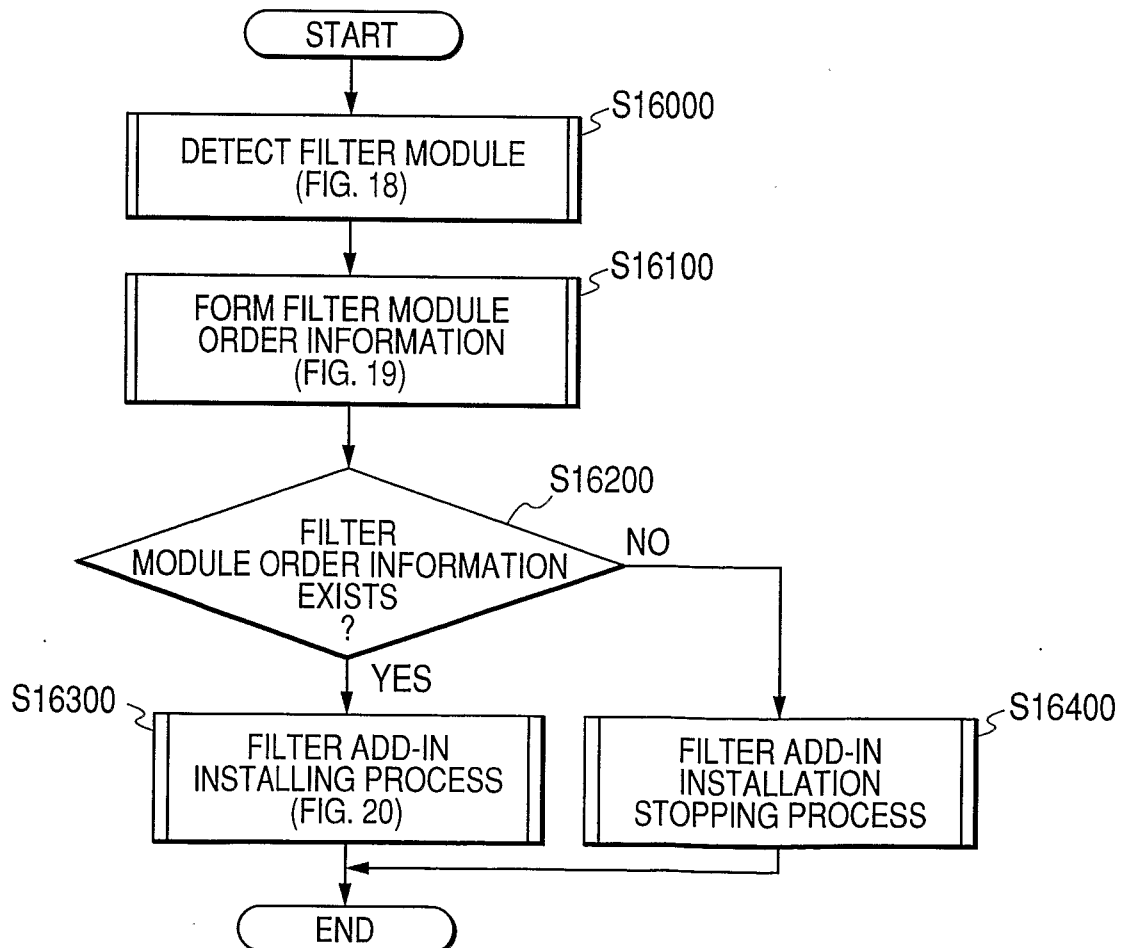 START
S16000
DETECT FILTER MODULE
(FIG. 18)
S16100
FORM FILTER MODULE
ORDER INFORMATION
(FIG. 19)
S16200
FILTER
MODULE ORDER INFORMATION
EXISTS
?
NO
YES
S16300
FILTER ADD-IN
INSTALLING PROCESS
(FIG. 20)
S16400
FILTER ADD-IN
INSTALLATION
STOPPING PROCESS
END